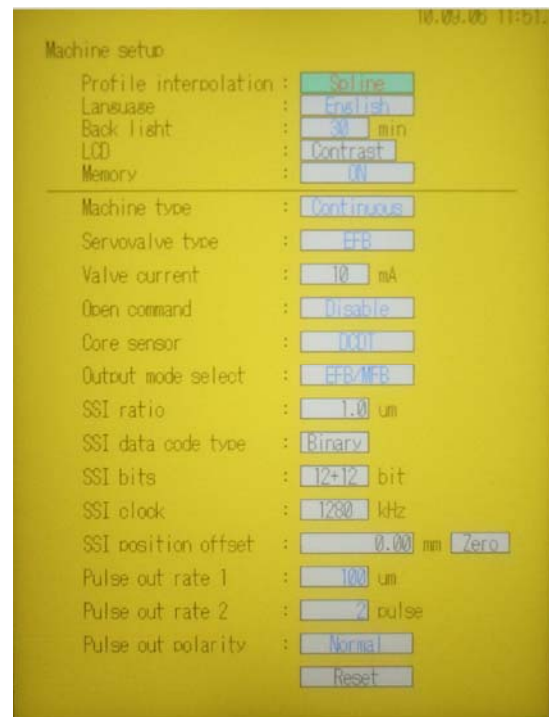 10.09.06 11:51.
Machine setup
Profile interpolation : Spline
Language : English
Back light : 30 min
LCD : Contrast
Memory : ON
Machine type : Continuous
Servovalve type : EFB
Valve current : 10 mA
Open command : Disable
Core sensor : DCDT
Output mode select : EFB/MFB
SSI ratio : 1.0 um
SSI data code type : Binary
SSI bits : 12+12 bit
SSI clock : 1280 kHz
SSI position offset : 0.00 mm Zero
Pulse out rate 1 : 100 um
Pulse out rate 2 : 2 pulse
Pulse out polarity : Normal
Reset